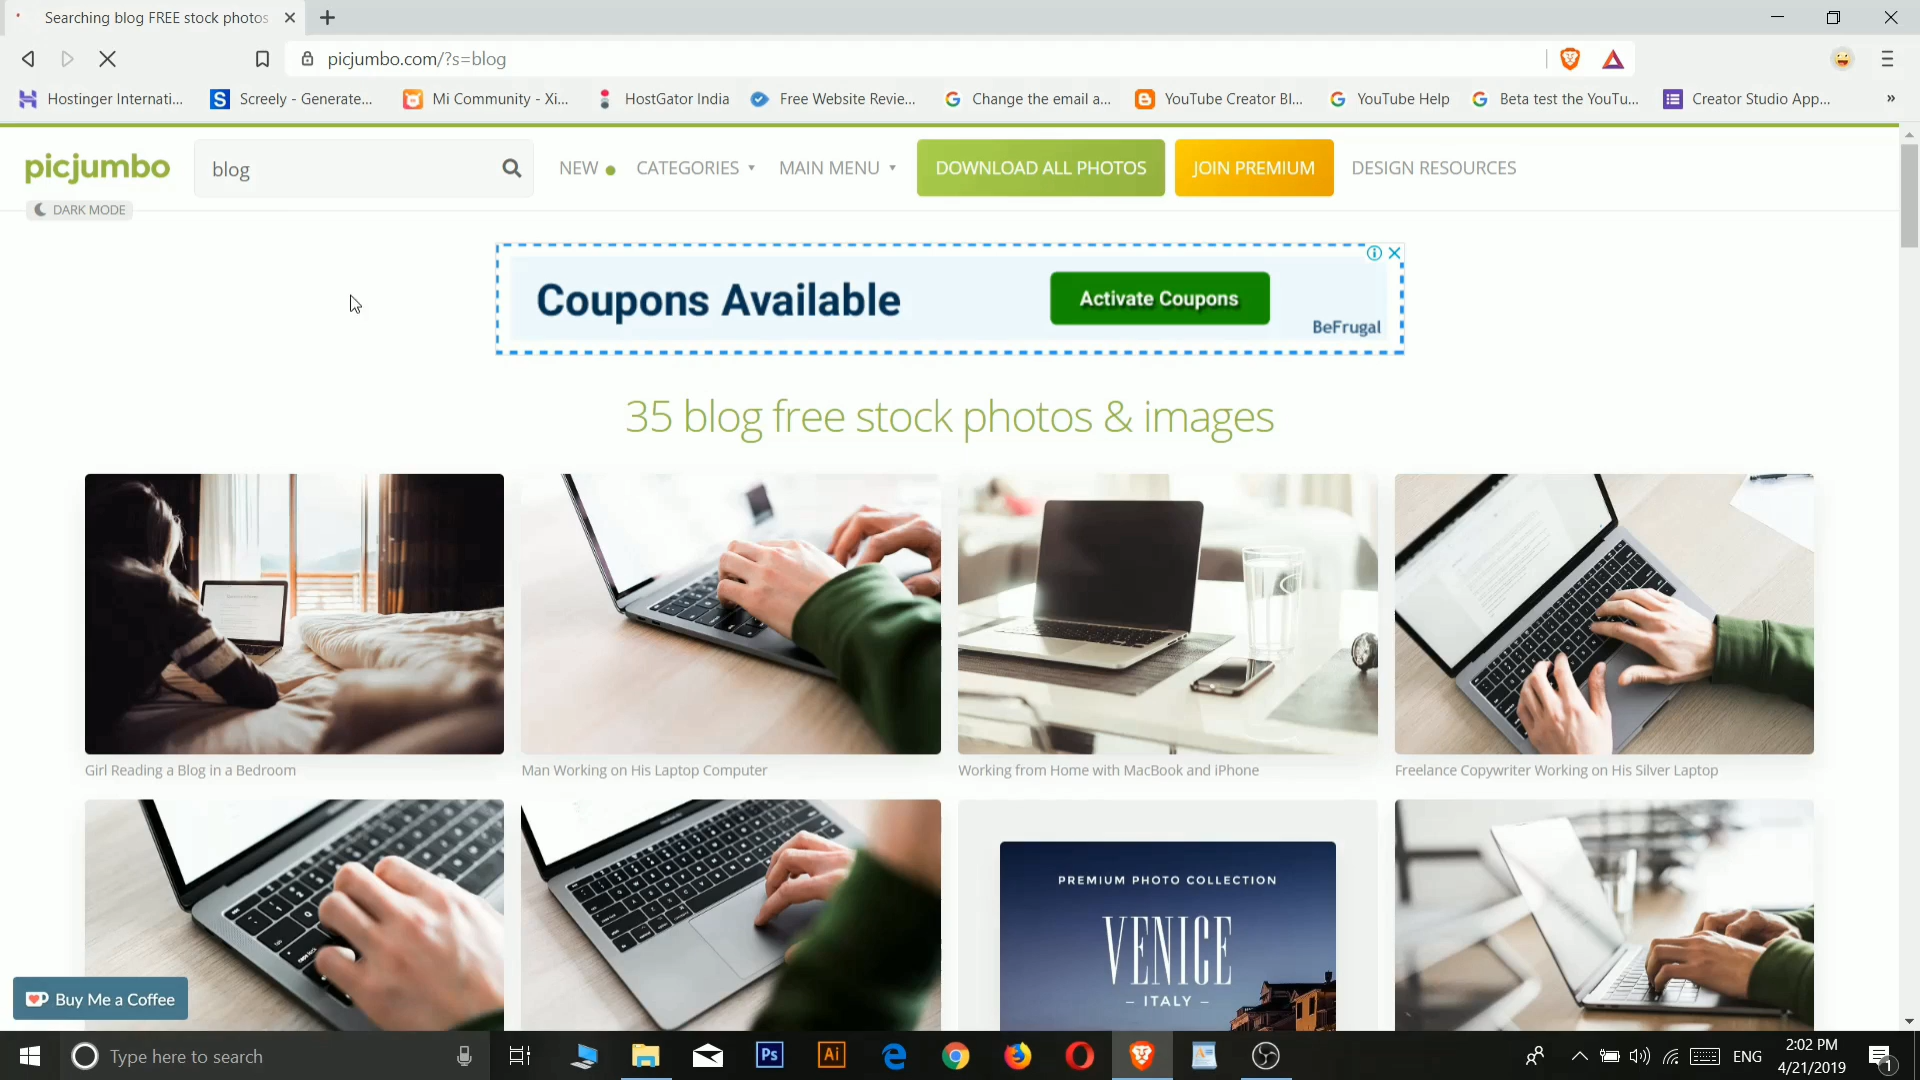 Searching blog FREE stock photos
picjumbo.com/?s=blog
Hostinger Internati...
Screely - Generate...
Mi Community - Xi...
HostGator India
Free Website Revie...
Change the email a...
YouTube Creator Bl...
YouTube Help
Beta test the YouTu...
Creator Studio App...
»
picjumbo
blog
NEW
CATEGORIES
MAIN MENU
DOWNLOAD ALL PHOTOS
JOIN PREMIUM
DESIGN RESOURCES
DARK MODE
Coupons Available
Activate Coupons
BeFrugal
35 blog free stock photos & images
Girl Reading a Blog in a Bedroom
Man Working on His Laptop Computer
Working from Home with MacBook and iPhone
Freelance Copywriter Working on His Silver Laptop
PREMIUM PHOTO COLLECTION
VENICE
– ITALY –
Buy Me a Coffee
Type here to search
Ps
Ai
ENG
2:02 PM
4/21/2019
1